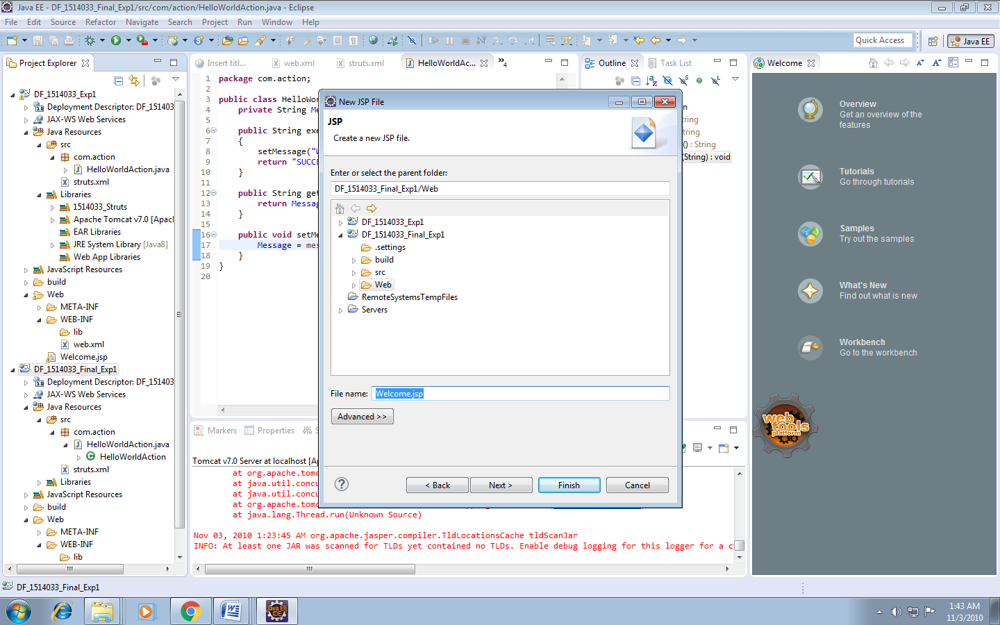 Java EE - DF_1514033_Final_Exp1/src/com/action/HelloWorldAction.java - Eclipse
File Edit Source Refactor Navigate Search Project Run Window Help
Quick Access
Java EE
Project Explorer
DF_1514033_Exp1
Deployment Descriptor: DF_151403
JAX-WS Web Services
Java Resources
src
com.action
HelloWorldAction.java
struts.xml
Libraries
1514033_Struts
Apache Tomcat v7.0 [Apacl
EAR Libraries
JRE System Library [Java8]
Web App Libraries
JavaScript Resources
build
Web
META-INF
WEB-INF
lib
web.xml
Welcome.jsp
DF_1514033_Final_Exp1
Deployment Descriptor: DF_151403
JAX-WS Web Services
Java Resources
src
com.action
HelloWorldAction.java
HelloWorldAction
struts.xml
Libraries
JavaScript Resources
build
Web
META-INF
WEB-INF
lib
Insert titl... web.xml struts.xml HelloWorldAc... 4
1 package com.action;
2
3 public class HelloWor
4 private String Me
5
6 public String exe
7 {
8 setMessage("W
9 return "SUCCE
10 }
11
12 public String get
13 return Messag
14 }
15
16 public void setMe
17 Message = mes
18 }
19 }
20
Outline Task List
n
tring
tring
() : String
(String) : void
New JSP File
JSP
Create a new JSP file.
Enter or select the parent folder:
DF_1514033_Final_Exp1/Web
DF_1514033_Exp1
DF_1514033_Final_Exp1
.settings
build
src
Web
RemoteSystemsTempFiles
Servers
File name: Welcome.jsp
Advanced >>
< Back Next > Finish Cancel
Markers Properties S
Tomcat v7.0 Server at localhost [Ap
at org.apache.tomc
at java.util.concu
at java.util.concu
at org.apache.tomc
at java.lang.Thread.run(Unknown Source)
Nov 03, 2010 1:23:45 AM org.apache.jasper.compiler.TldLocationsCache tldScanJar
INFO: At least one JAR was scanned for TLDs yet contained no TLDs. Enable debug logging for this logger for a c
Welcome
Overview
Get an overview of the
features
Tutorials
Go through tutorials
Samples
Try out the samples
What's New
Find out what is new
Workbench
Go to the workbench
web
tools
platform
DF_1514033_Final_Exp1
Java EE
IDE
1:43 AM
11/3/2010